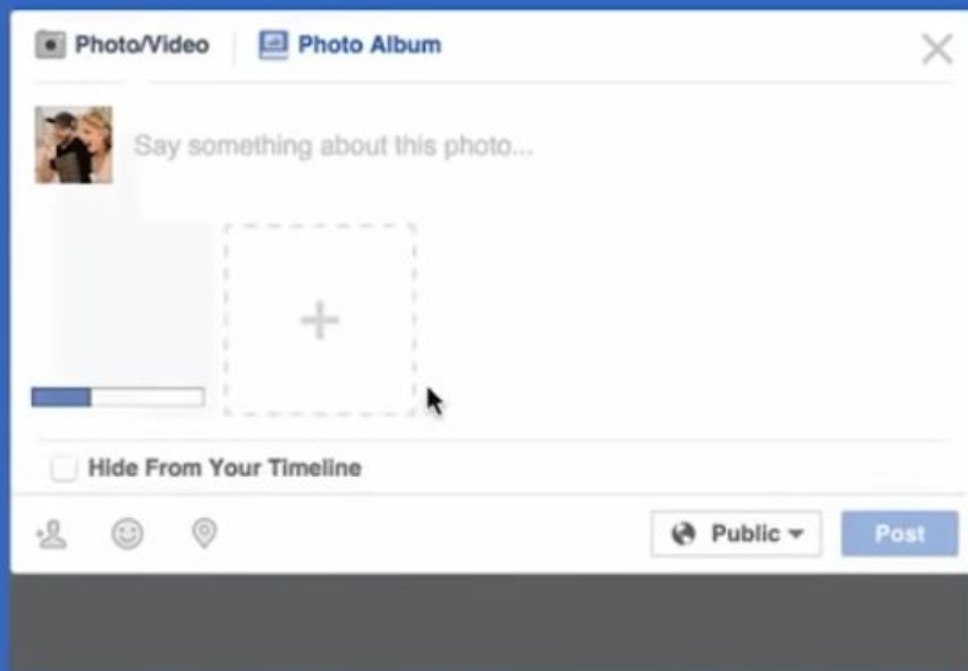 Photo/Video Photo Album
Say something about this photo...
Hide From Your Timeline
Public Post